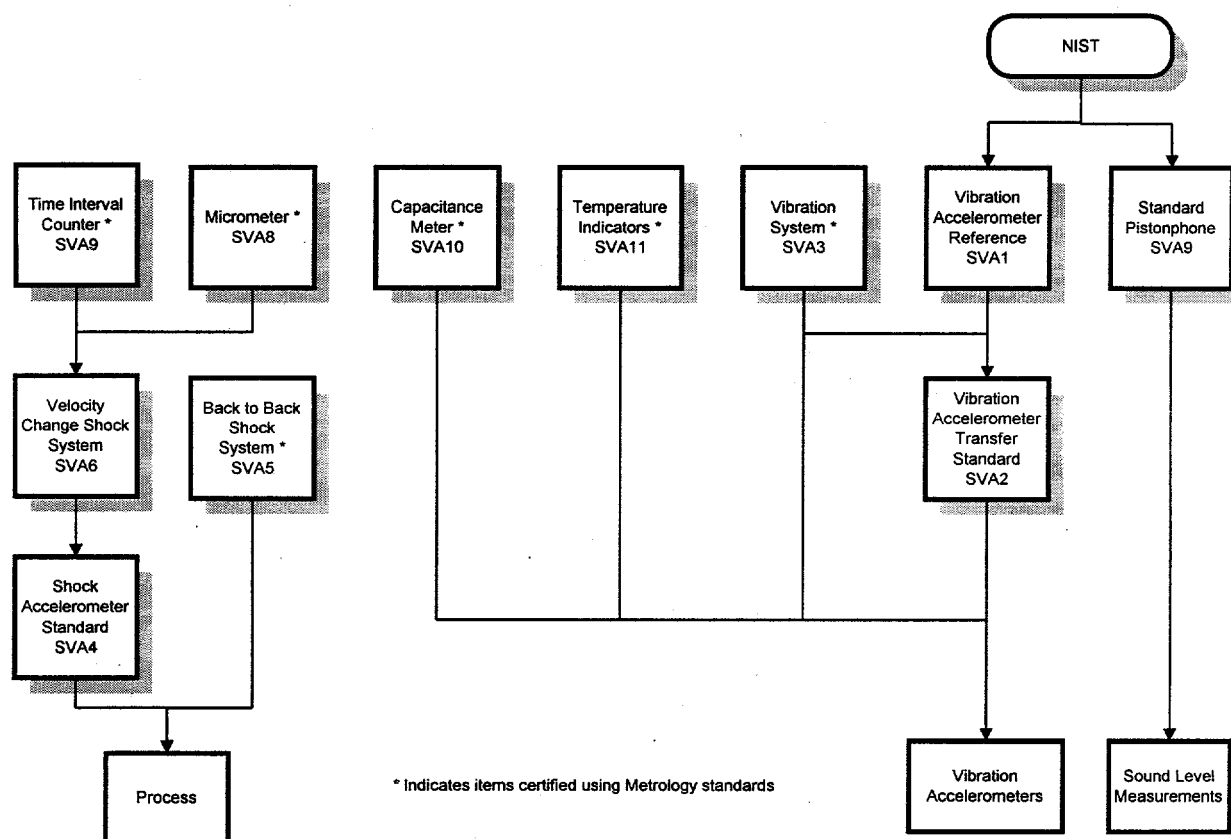 NIST
Time Interval
Counter *
SVA9
Micrometer *
SVA8
Capacitance
Meter *
SVA10
Temperature
Indicators *
SVA11
Vibration
System *
SVA3
Vibration
Accelerometer
Reference
SVA1
Standard
Pistonphone
SVA9
Velocity
Change Shock
System
SVA6
Back to Back
Shock
System *
SVA5
Vibration
Accelerometer
Transfer
Standard
SVA2
Shock
Accelerometer
Standard
SVA4
Process
* Indicates items certified using Metrology standards
Vibration
Accelerometers
Sound Level
Measurements